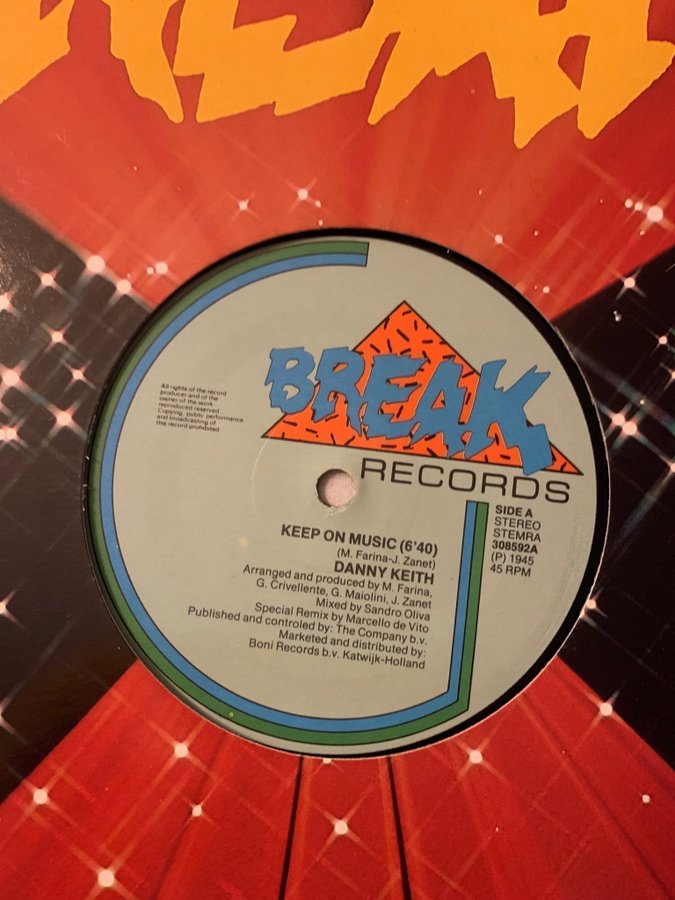 BREAK
RECORDS
All rights of the record
producer and of the
owner of the work
reproduced reserved
Copying, public performance
and broadcasting of
this record prohibited
SIDE A
STEREO
STEMRA
308592A
(P) 1945
45 RPM
KEEP ON MUSIC (6'40)
(M. Farina-J. Zanet)
DANNY KEITH
Arranged and produced by M. Farina,
G. Crivellente, G. Maiolini, J. Zanet
Mixed by Sandro Oliva
Special Remix by Marcello de Vito
Published and controled by: The Company b.v.
Marketed and distributed by:
Boni Records b.v. Katwijk-Holland